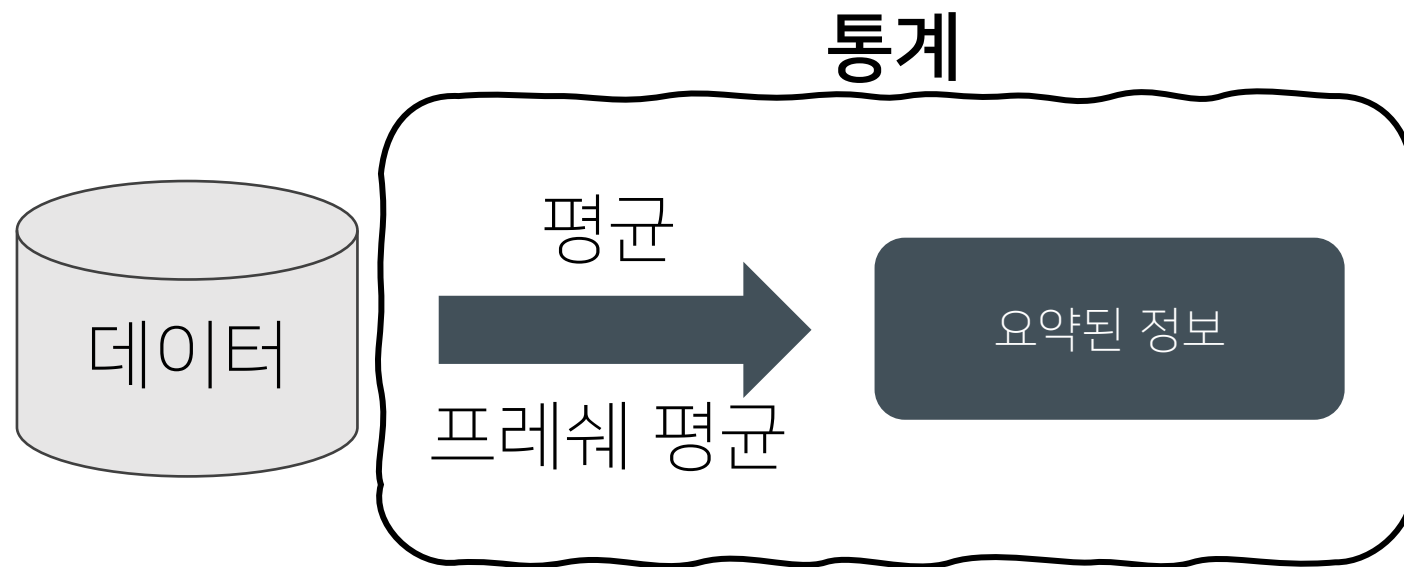 통계
데이터
평균
프레쉐 평균
요약된 정보